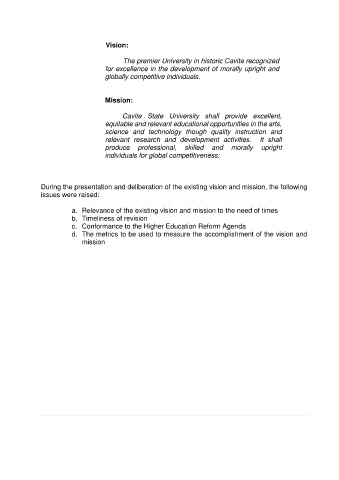 Vision:
The premier University in historic Cavite recognized
for excellence in the development of morally upright and
globally competitive individuals.
Mission:
Cavite State University shall provide excellent,
equitable and relevant educational opportunities in the arts,
science and technology though quality instruction and
relevant research and development activities. It shall
produce professional, skilled and morally upright
individuals for global competitiveness:
During the presentation and deliberation of the existing vision and mission, the following
issues were raised:
a. Relevance of the existing vision and mission to the need of times
b. Timeliness of revision
c. Conformance to the Higher Education Reform Agenda
d. The metrics to be used to measure the accomplishment of the vision and
mission